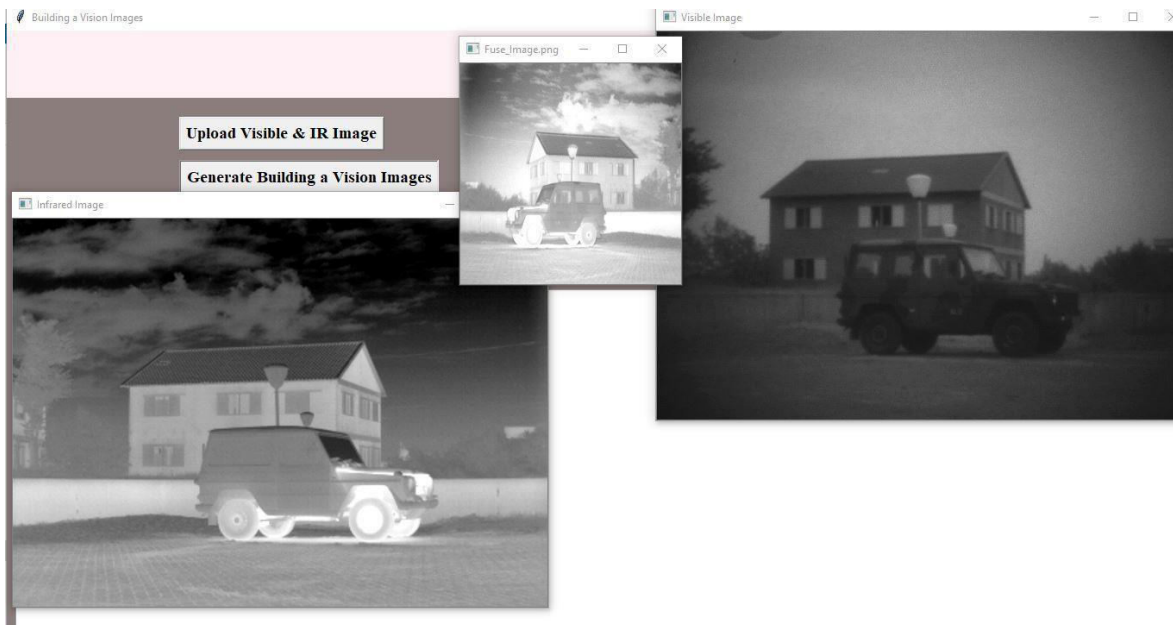 Building a Vision Images
Visible Image
Fuse_Image.png
Upload Visible & IR Image
Generate Building a Vision Images
Infrared Image